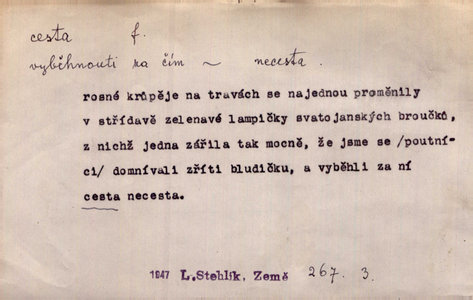 cesta f.
vyběhnouti za čím ~ necesta.
rosné krůpěje na travách se najednou proměnily
v střídavě zelenavé lampičky svatojanských broučků,
z nichž jedna zářila tak mocně, že jsme se /poutní-
ci/ domnívali zříti bludičku, a vyběhli za ní
cesta necesta.
1947 L.Stehlík, Země 267. 3.